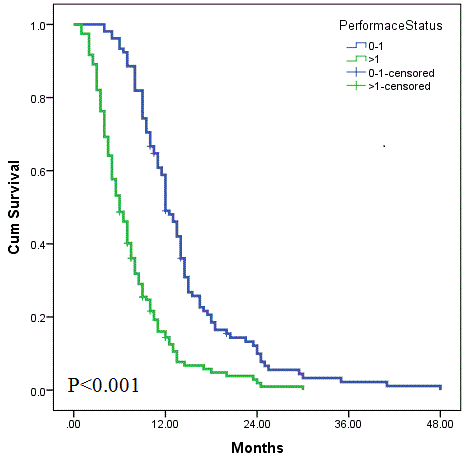 PerformaceStatus
0-1
>1
0-1-censored
>1-censored
1.0
0.8
0.6
0.4
0.2
0.0
Cum Survival
P<0.001
.00 12.00 24.00 36.00 48.00
Months